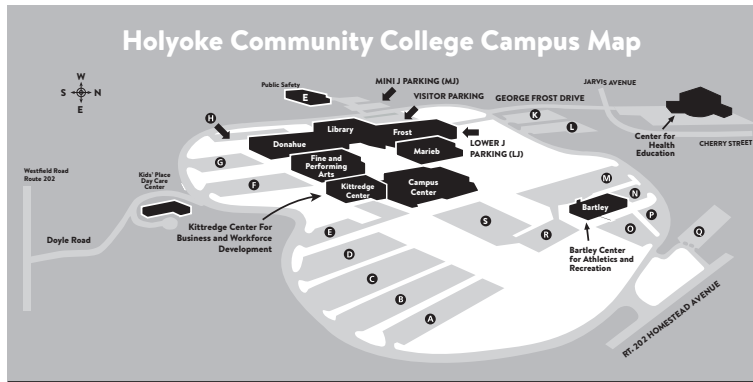 Holyoke Community College Campus Map
W
S
N
E
Public Safety
E
MINI J PARKING (MJ)
VISITOR PARKING
GEORGE FROST DRIVE
JARVIS AVENUE
K
L
CHERRY STREET
Center for
Health
Education
H
Library
Frost
Donahue
LOWER J
PARKING (LJ)
Marieb
Fine and
Performing
Arts
G
F
Kittredge
Center
Campus
Center
Westfield Road
Route 202
Kids' Place
Day Care
Center
Doyle Road
Kittredge Center For
Business and Workforce
Development
M
N
Bartley
P
O
Q
S
R
E
D
C
B
A
Bartley Center
for Athletics and
Recreation
RT. 202 HOMESTEAD AVENUE